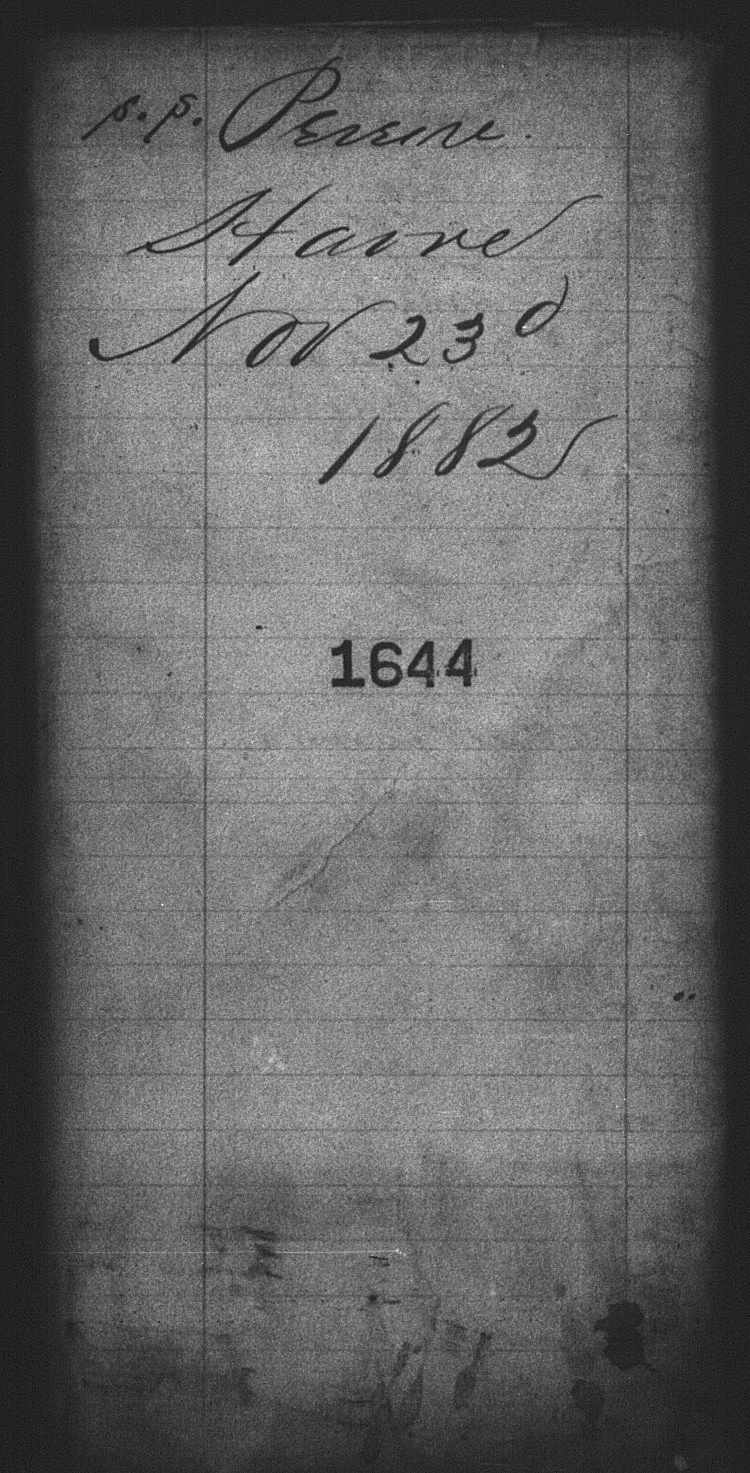 s.s. Pereire
Havre
Nov 23d
1882
1644